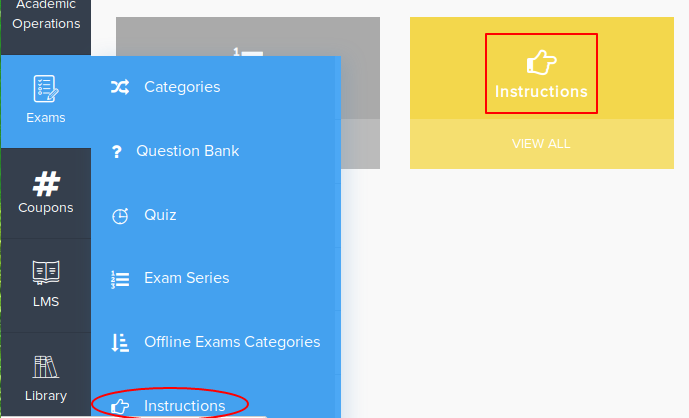 Academic
Operations
Exams
Coupons
LMS
Library
Categories
? Question Bank
Quiz
Exam Series
Offline Exams Categories
Instructions
Instructions
VIEW ALL